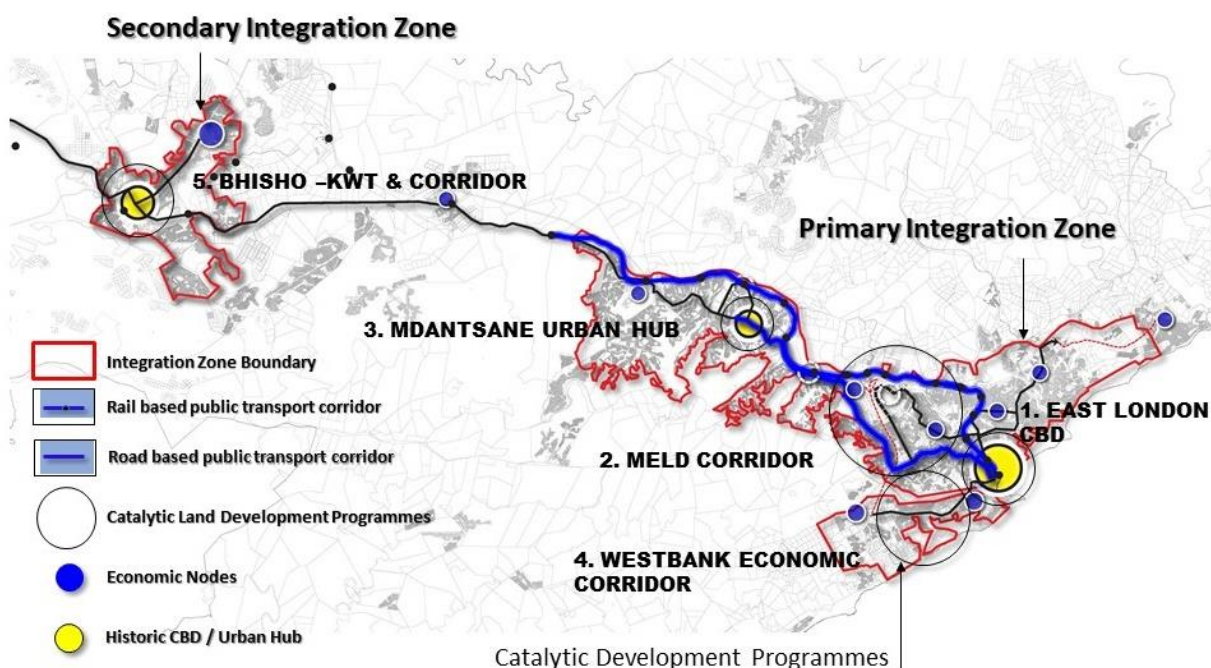 Secondary Integration Zone
5. BHISHO –KWT & CORRIDOR
Primary Integration Zone
3. MDANTSANE URBAN HUB
1. EAST LONDON
CBD
2. MELD CORRIDOR
4. WESTBANK ECONOMIC
CORRIDOR
Integration Zone Boundary
Rail based public transport corridor
Road based public transport corridor
Catalytic Land Development Programmes
Economic Nodes
Historic CBD / Urban Hub
Catalytic Development Programmes